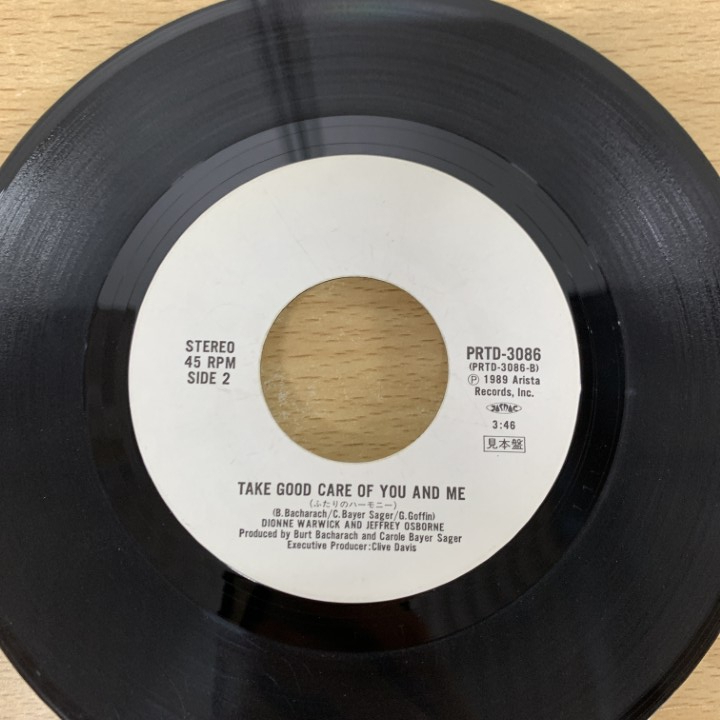 STEREO
45 RPM
SIDE 2
PRTD-3086
(PRTD-3086-B)
Ⓟ 1989 Arista
Records, Inc.
JASRAC
3:46
見本盤
TAKE GOOD CARE OF YOU AND ME
(ふたりのハーモニー)
(B. Bacharach/C. Bayer Sager/G. Goffin)
DIONNE WARWICK AND JEFFREY OSBORNE
Produced by Burt Bacharach and Carole Bayer Sager
Executive Producer:Clive Davis